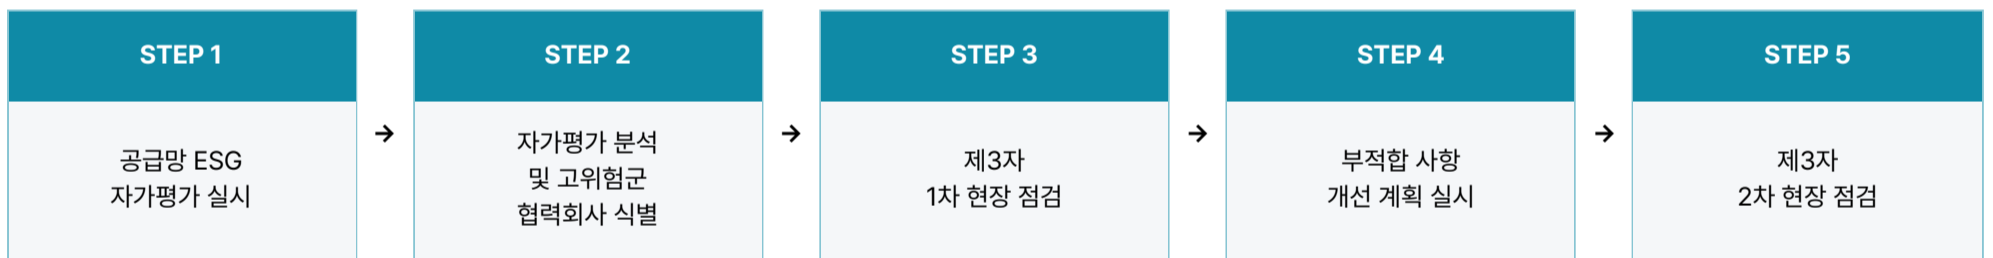 STEP 1
공급망 ESG
자가평가 실시
→
STEP 2
자가평가 분석
및 고위험군
협력회사 식별
→
STEP 3
제3자
1차 현장 점검
→
STEP 4
부적합 사항
개선 계획 실시
→
STEP 5
제3자
2차 현장 점검